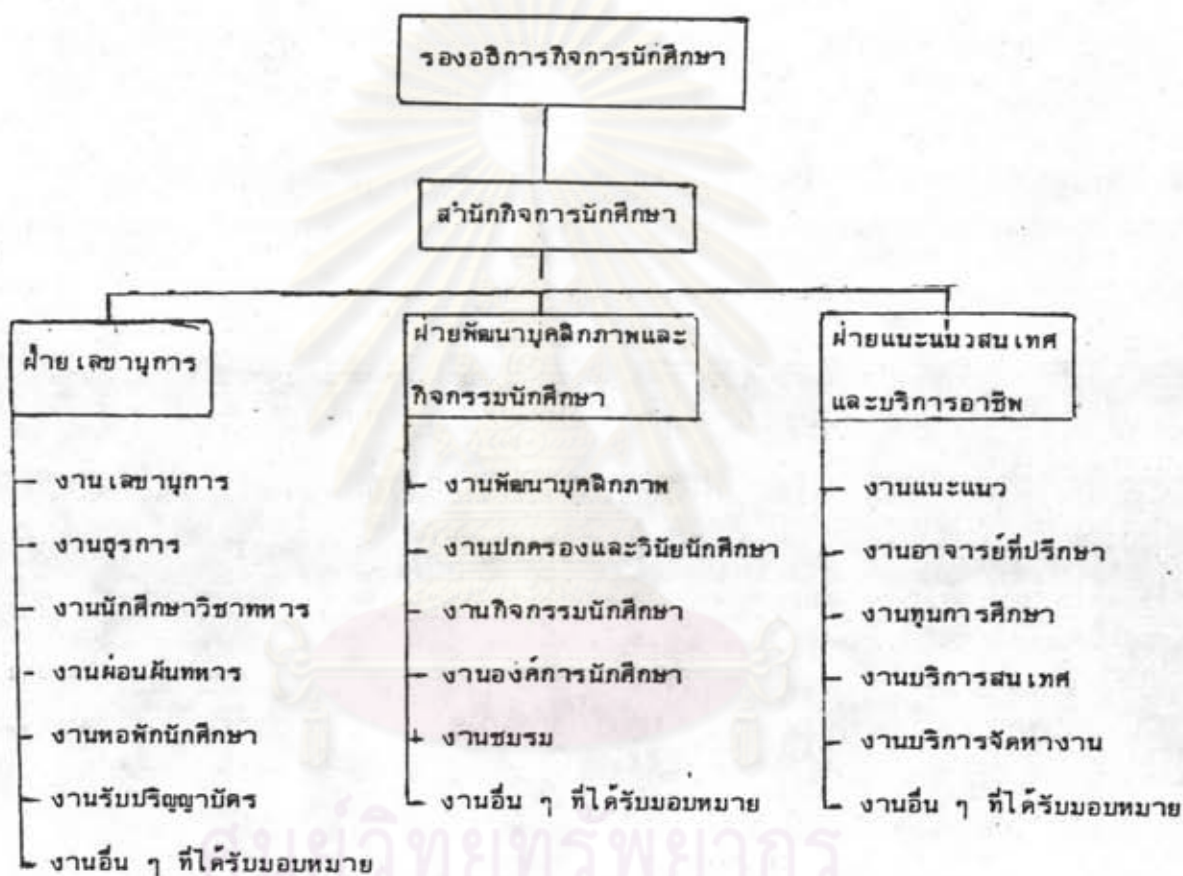 รองอธิการกิจการนักศึกษา
สำนักกิจการนักศึกษา
ฝ่ายเลขานุการ
งานเลขานุการ
งานธุรการ
งานนักศึกษาวิชาทหาร
งานผ่อนผันทหาร
งานหอพักนักศึกษา
งานรับปริญญาบัตร
งานอื่น ๆ ที่ได้รับมอบหมาย
ฝ่ายพัฒนาบุคลิกภาพและ
กิจกรรมนักศึกษา
งานพัฒนาบุคลิกภาพ
งานปกครองและวินัยนักศึกษา
งานกิจกรรมนักศึกษา
งานองค์การนักศึกษา
งานชมรม
งานอื่น ๆ ที่ได้รับมอบหมาย
ฝ่ายแนะแนวสนเทศ
และบริการอาชีพ
งานแนะแนว
งานอาจารย์ที่ปรึกษา
งานทุนการศึกษา
งานบริการสนเทศ
งานบริการจัดหางาน
งานอื่น ๆ ที่ได้รับมอบหมาย
ศูนย์วิทยทรัพยากร